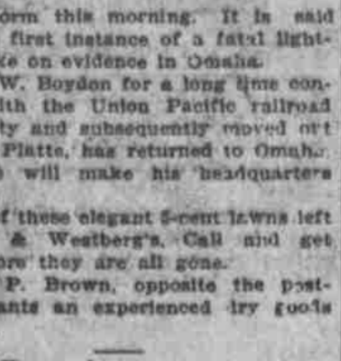 orm this morning. It is said
first instance of a fatal light-
ke on evidence in Omaha.
W. Boydon for a long time con-
ith the Union Pacific railroad
ty and subsequently moved out
Platte, has returned to Omaha.
will make his headquarters
f these elegant 5-cent lawns left
& Westberg's. Call and get
ore they are all gone.
P. Brown, opposite the post-
ants an experienced dry goods